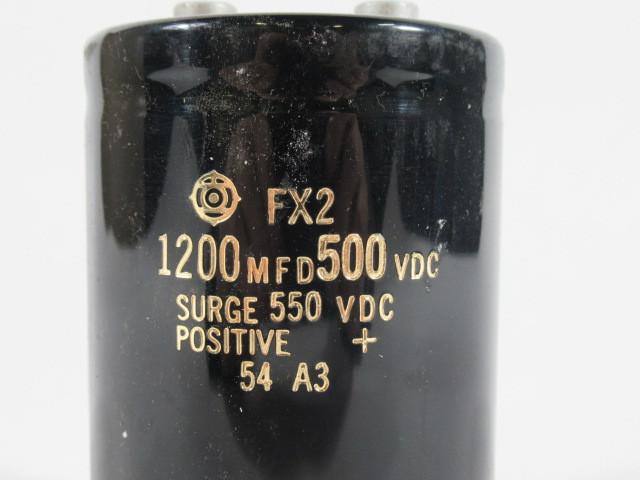 FX2
1200 MFD 500 VDC
SURGE 550 VDC
POSITIVE +
54 A3